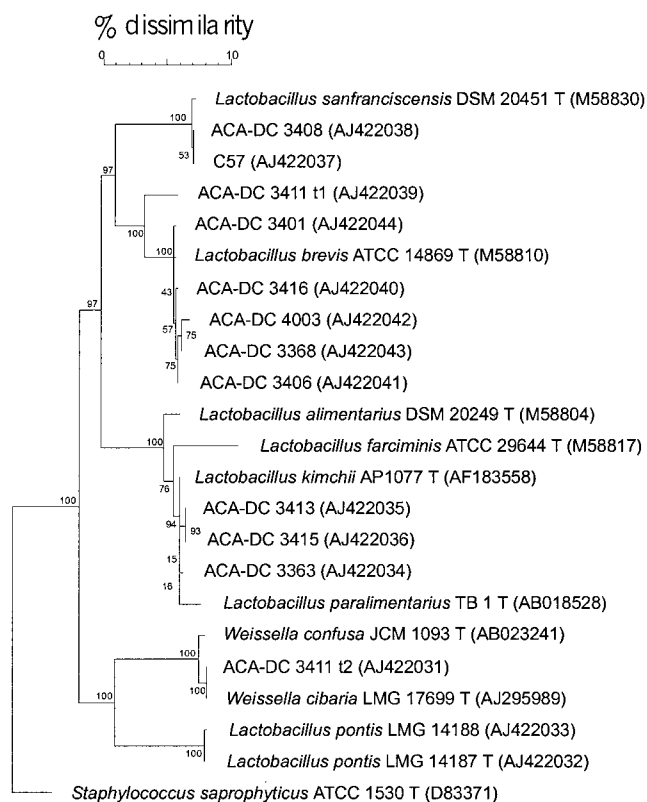 % dissimilarity
0 10
Lactobacillus sanfranciscensis DSM 20451 T (M58830)
100
ACA-DC 3408 (AJ422038)
53
C57 (AJ422037)
97
ACA-DC 3411 t1 (AJ422039)
ACA-DC 3401 (AJ422044)
100
100
Lactobacillus brevis ATCC 14869 T (M58810)
43
ACA-DC 3416 (AJ422040)
97
ACA-DC 4003 (AJ422042)
57
75
ACA-DC 3368 (AJ422043)
75
ACA-DC 3406 (AJ422041)
Lactobacillus alimentarius DSM 20249 T (M58804)
100
Lactobacillus farciminis ATCC 29644 T (M58817)
Lactobacillus kimchii AP1077 T (AF183558)
76
100
ACA-DC 3413 (AJ422035)
94
93
ACA-DC 3415 (AJ422036)
15
ACA-DC 3363 (AJ422034)
16
Lactobacillus paralimentarius TB 1 T (AB018528)
Weissella confusa JCM 1093 T (AB023241)
100
ACA-DC 3411 t2 (AJ422031)
100
100
Weissella cibaria LMG 17699 T (AJ295989)
Lactobacillus pontis LMG 14188 (AJ422033)
100
Lactobacillus pontis LMG 14187 T (AJ422032)
Staphylococcus saprophyticus ATCC 1530 T (D83371)